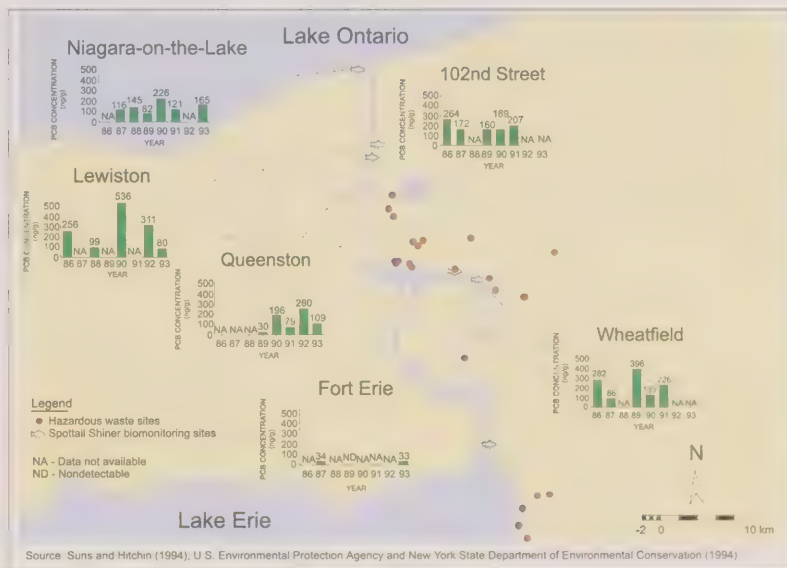 Lake Ontario
Niagara-on-the-Lake
PCB CONCENTRATION
(ng/g)
500
400
300
200
100
0
NA 116 145 82 226 121 NA 165
86 87 88 89 90 91 92 93
YEAR
102nd Street
PCB CONCENTRATION
(ng/g)
500
400
300
200
100
0
264 172 NA 160 169 207 NA NA
86 87 88 89 90 91 92 93
YEAR
Lewiston
(ng/g)
500
400
300
200
100
0
256 NA 99 NA 536 NA 311 80
86 87 88 89 90 91 92 93
YEAR
Queenston
PCB CONCENTRATION
(ng/g)
500
400
300
200
100
0
NA NA NA 30 196 79 260 109
86 87 88 89 90 91 92 93
YEAR
Wheatfield
PCB CONCENTRATION
(ng/g)
500
400
300
200
100
0
282 86 NA 396 NA NA
86 87 88 89 90 91 92 93
YEAR
Fort Erie
PCB CONCENTRATION
(ng/g)
500
400
300
200
100
0
NA 34 NA ND NA NA NA 33
86 87 88 89 90 91 92 93
YEAR
Legend
Hazardous waste sites
Spottail Shiner biomonitoring sites
NA - Data not available
ND - Nondetectable
Lake Erie
N
-2 0 10 km
Source Suns and Hitchin (1994), U.S. Environmental Protection Agency and New York State Department of Environmental Conservation (1994)